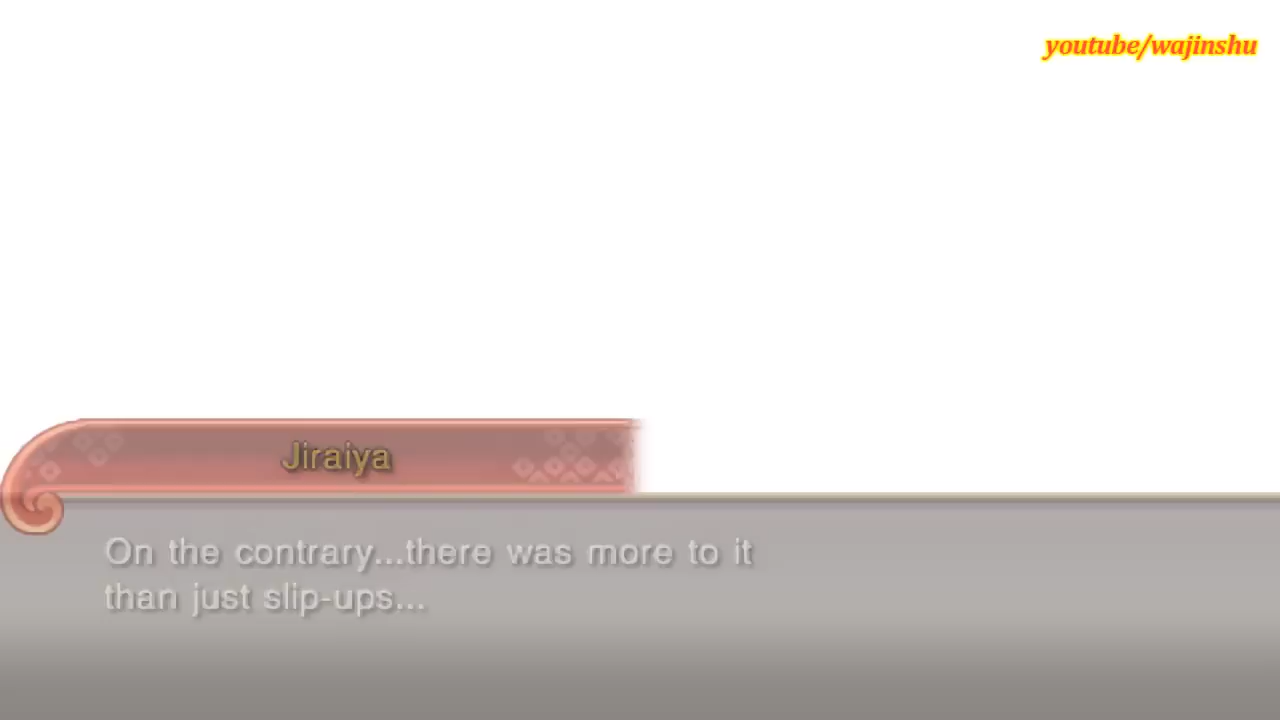 youtube/wajinshu
Jiraiya
On the contrary...there was more to it
than just slip-ups...